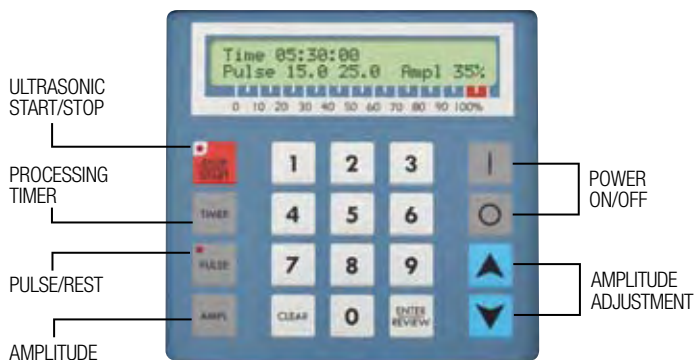 Time 05:30:00
Pulse 15.0 25.0 Ampl 35%
0 10 20 30 40 50 60 70 80 90 100%
ULTRASONIC
START/STOP
STOP
START
1 2 3
POWER
ON/OFF
PROCESSING
TIMER
TIMER
4 5 6
PULSE/REST
PULSE
7 8 9
AMPLITUDE
ADJUSTMENT
AMPLITUDE
AMPL
CLEAR 0 ENTER
REVIEW